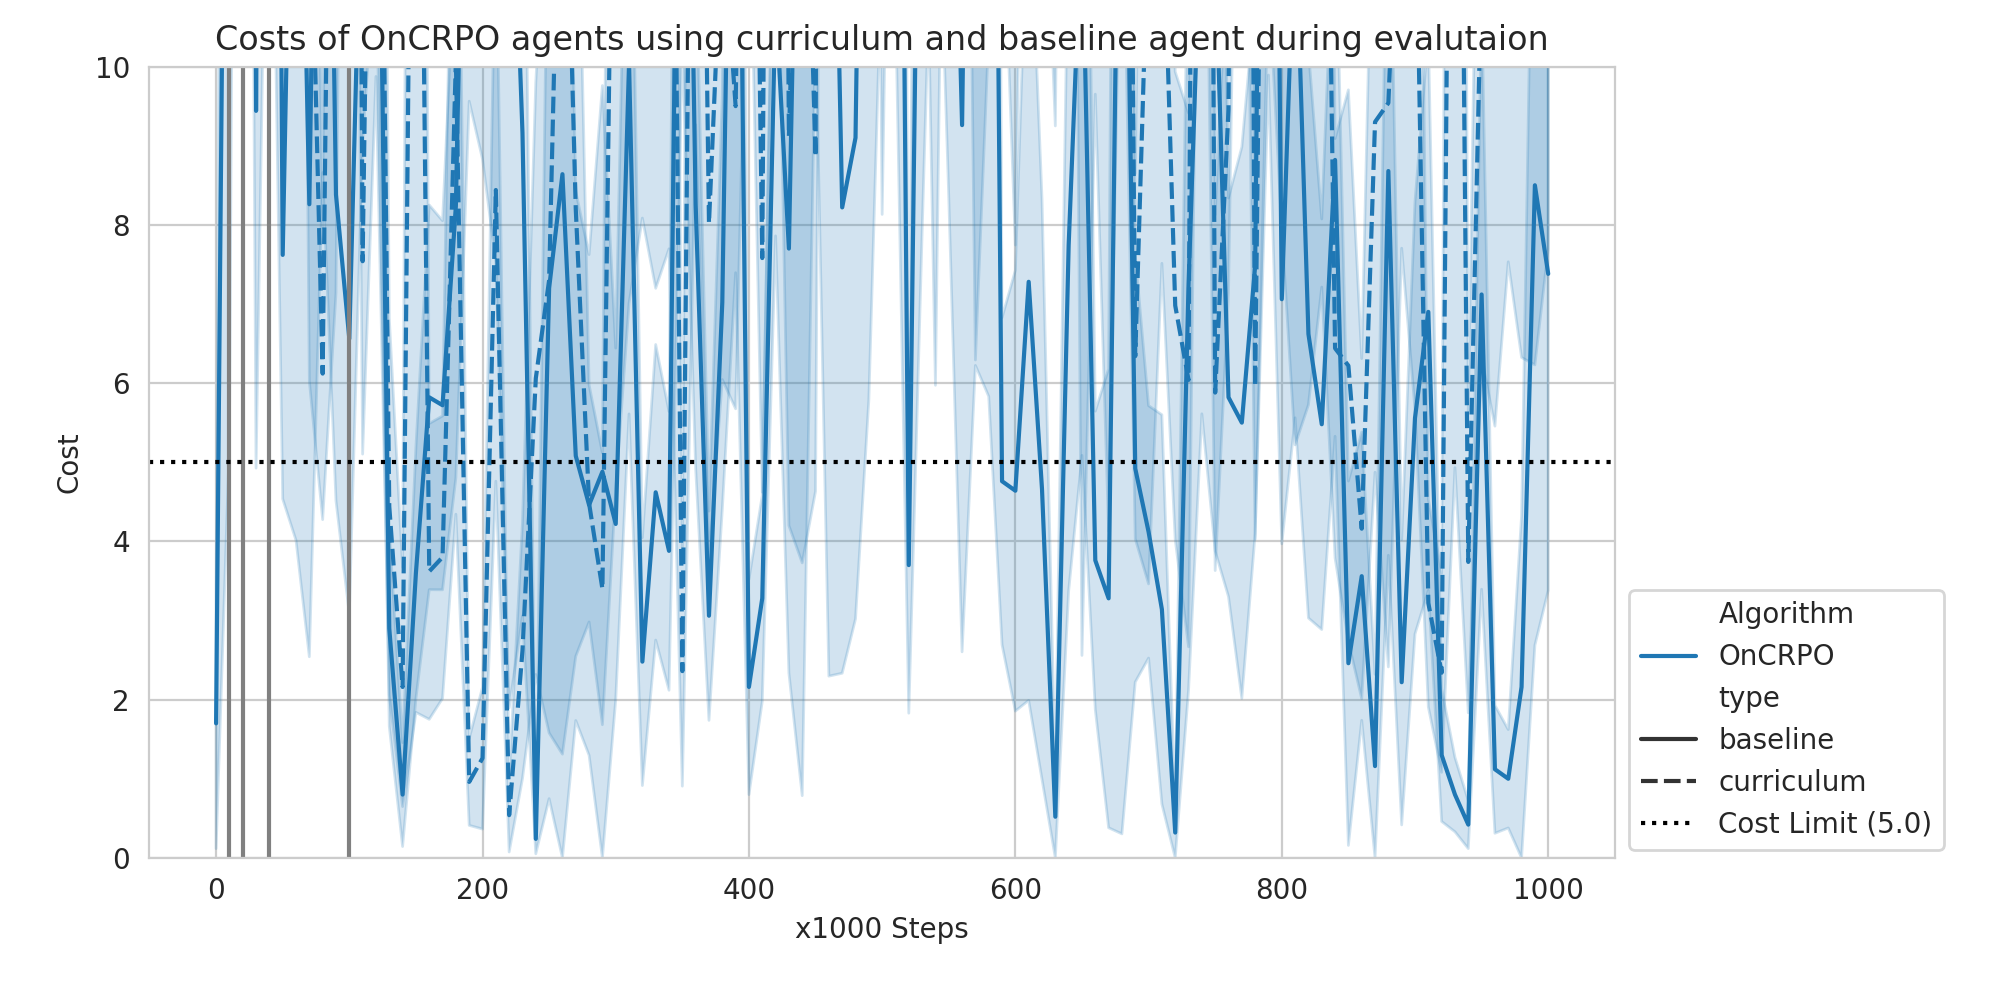 Costs of OnCRPO agents using curriculum and baseline agent during evalutaion
10
8
6
4
2
0
Cost
0 200 400 600 800 1000
x1000 Steps
Algorithm
OnCRPO
type
baseline
curriculum
Cost Limit (5.0)